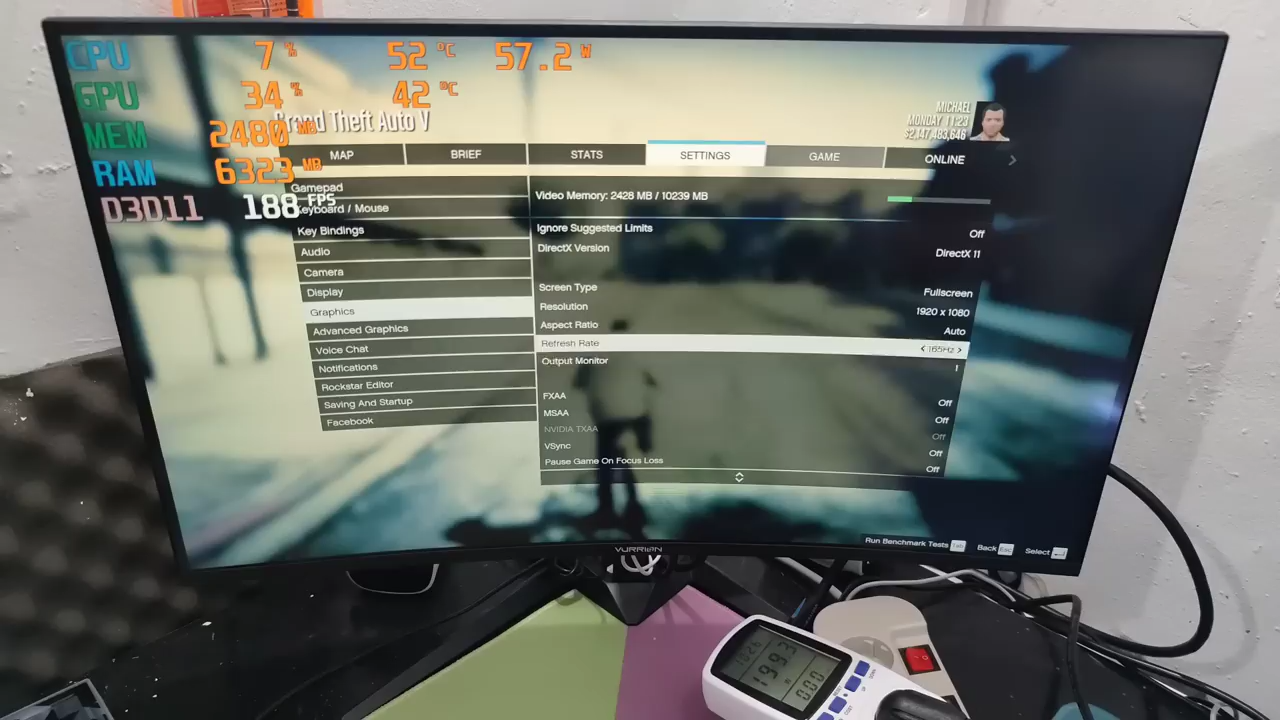 CPU 7 % 52 °C 57.2 W
GPU 34 % 42 °C
MEM 2480 MB
RAM 6323 MB
D3D11 188 FPS
Grand Theft Auto V
MICHAEL
MONDAY 11:23
$2,147,483,646
MAP BRIEF STATS SETTINGS GAME ONLINE
Gamepad
Keyboard / Mouse
Key Bindings
Audio
Camera
Display
Graphics
Advanced Graphics
Voice Chat
Notifications
Rockstar Editor
Saving And Startup
Facebook
Video Memory: 2428 MB / 10239 MB
Ignore Suggested Limits Off
DirectX Version DirectX 11
Screen Type Fullscreen
Resolution 1920 x 1080
Aspect Ratio Auto
Refresh Rate 165Hz
Output Monitor 1
FXAA Off
MSAA Off
NVIDIA TXAA Off
VSync Off
Pause Game On Focus Loss Off
Run Benchmark Tests Tab Back Esc Select
VURRION
199.3
000